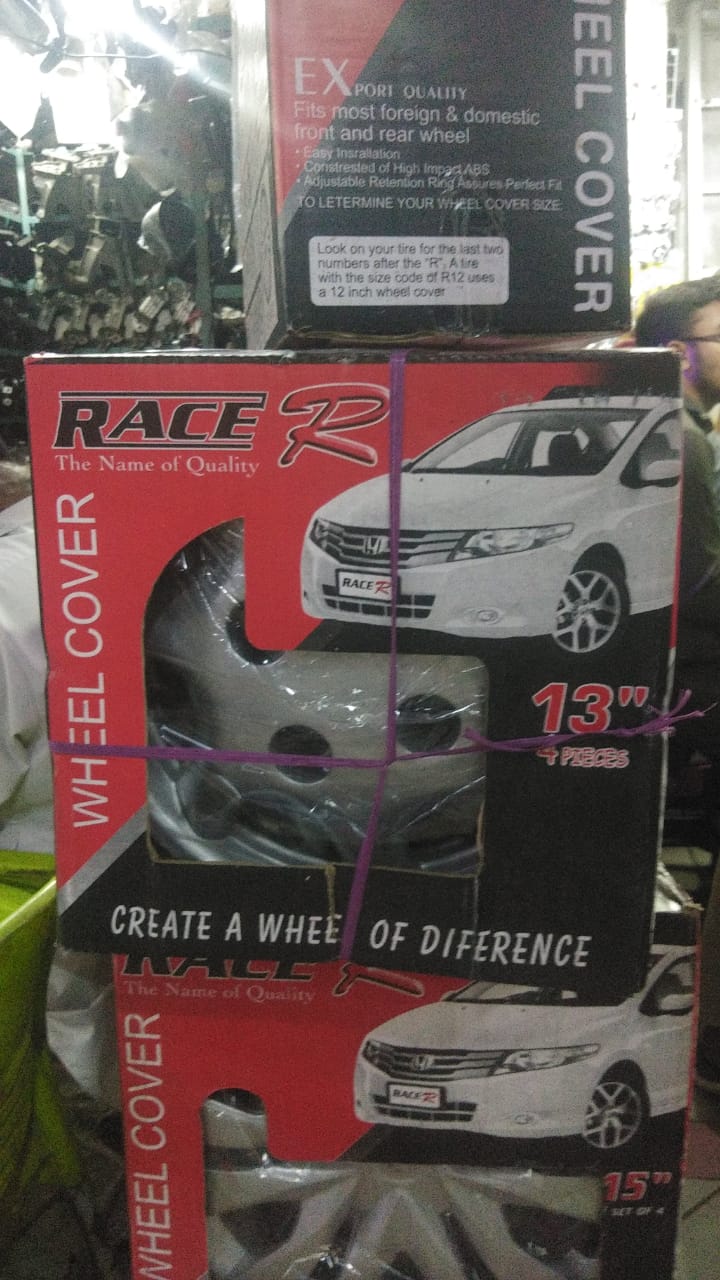 EXPORT QUALITY
Fits most foreign & domestic
front and rear wheel
• Easy Insrallation
• Constrested of High Impact ABS
• Adjustable Retention Ring Assures Perfect Fit
TO LETERMINE YOUR WHEEL COVER SIZE.
Look on your tire for the last two
numbers after the "R". A tire
with the size code of R12 uses
a 12 inch wheel cover
HEEL COVER
RACE R
The Name of Quality
WHEEL COVER
RACE R
13"
4 PIECES
CREATE A WHEE OF DIFERENCE
RACE R
The Name of Quality
WHEEL COVER
RACE R
15"
SET OF 4